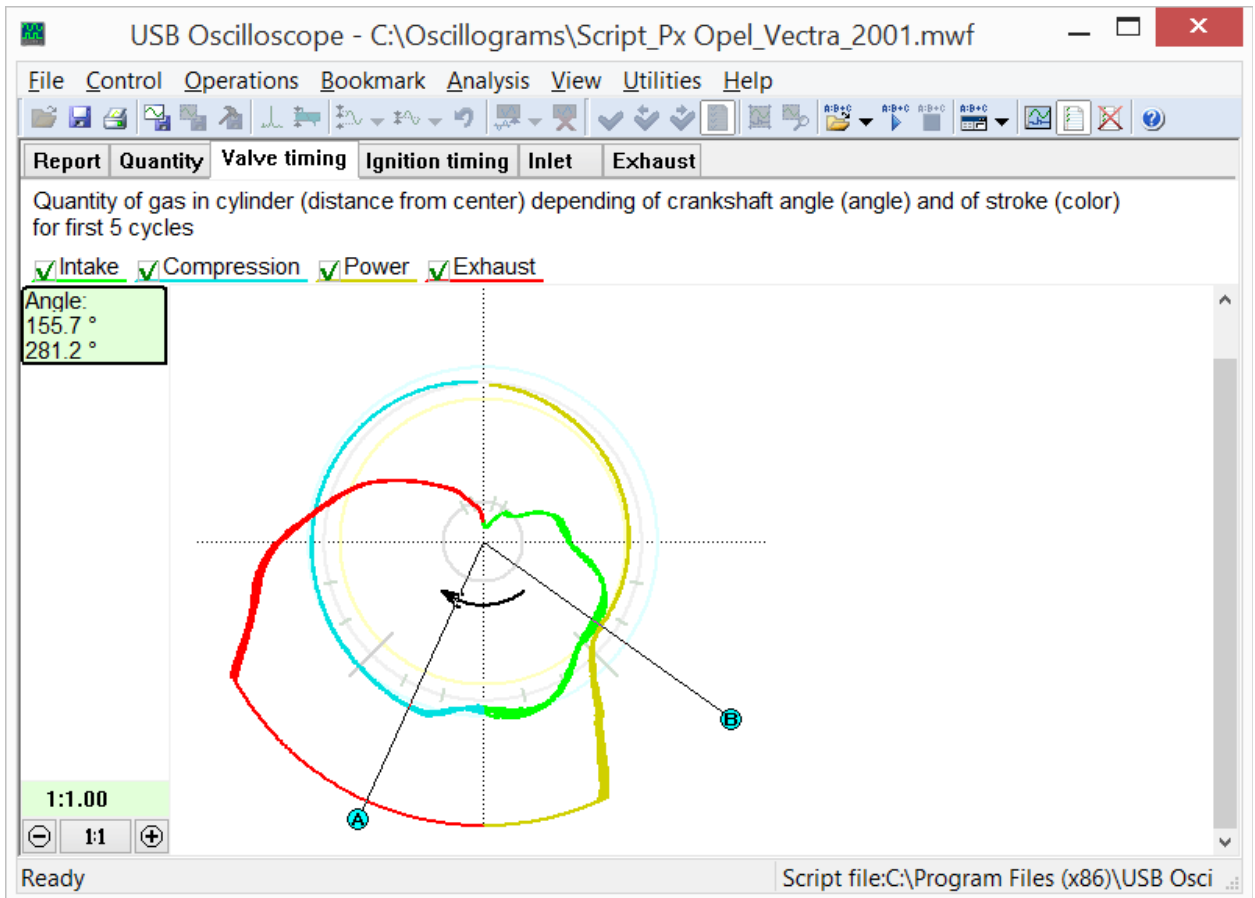 USB Oscilloscope - C:\Oscillograms\Script_Px Opel_Vectra_2001.mwf
File Control Operations Bookmark Analysis View Utilities Help
A:B+C A:B+C A:B+C A:B+C
Report Quantity Valve timing Ignition timing Inlet Exhaust
Quantity of gas in cylinder (distance from center) depending of crankshaft angle (angle) and of stroke (color)
for first 5 cycles
Intake Compression Power Exhaust
Angle:
155.7 °
281.2 °
B
A
1:1.00
1:1
Ready Script file:C:\Program Files (x86)\USB Osci